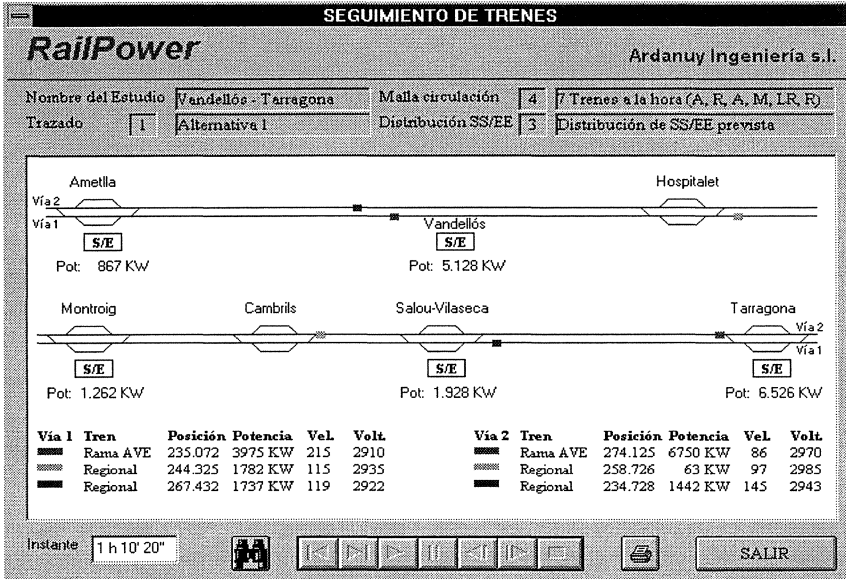 SEGUIMIENTO DE TRENES
RailPower
Ardanuy Ingeniería s.l.
Nombre del Estudio Vandellós - Tarragona Malla circulación 4 7 Trenes a la hora (A, R, A, M, LR, R)
Trazado 1 Alternativa 1 Distribución SS/EE 3 Distribución de SS/EE prevista
Ametlla Hospitalet
Vía 2
Vía 1 Vandellós
S/E S/E
Pot: 867 KW Pot: 5.128 KW
Montroig Cambrils Salou-Vilaseca Tarragona
Vía 2
Vía 1
S/E S/E S/E
Pot: 1.262 KW Pot: 1.928 KW Pot: 6.526 KW
Vía 1 Tren Posición Potencia Vel. Volt. Vía 2 Tren Posición Potencia Vel. Volt.
Rama AVE 235.072 3975 KW 215 2910 Rama AVE 274.125 6750 KW 86 2970
Regional 244.325 1782 KW 115 2935 Regional 258.726 63 KW 97 2985
Regional 267.432 1737 KW 119 2922 Regional 234.728 1442 KW 145 2943
Instante 1 h 10' 20" SALIR